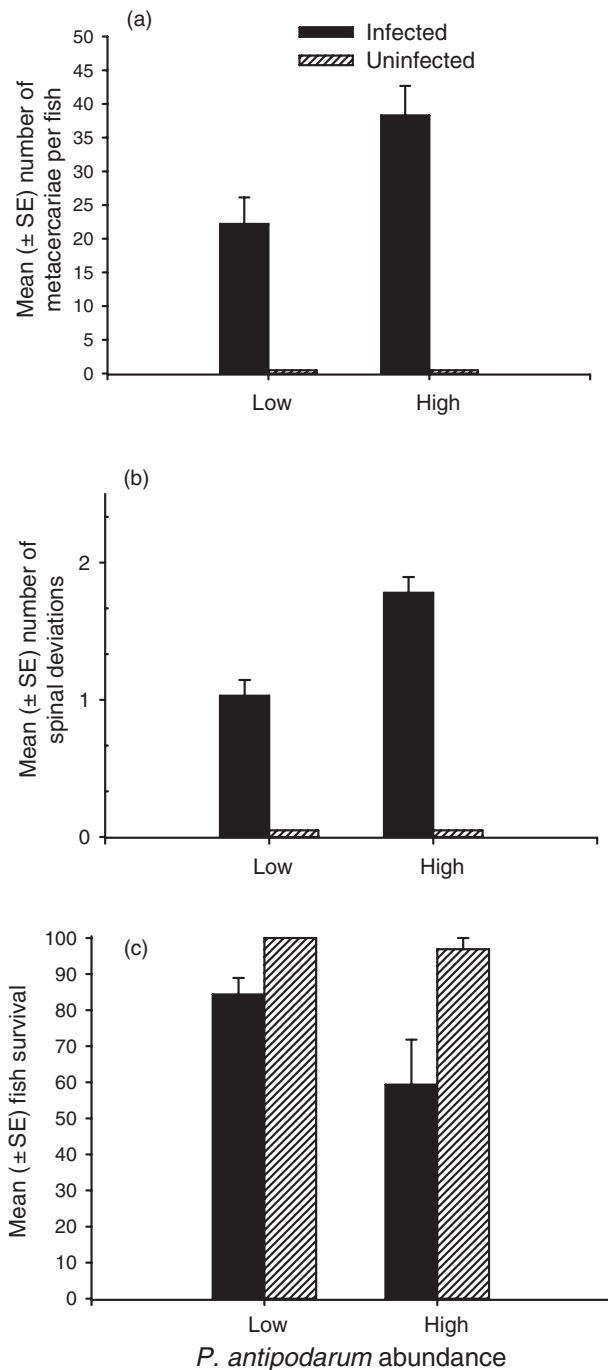 (a)
Infected
Uninfected
Mean (± SE) number of
metacercariae per fish
50
45
40
35
30
25
20
15
10
5
0
Low
High
(b)
Mean (± SE) number of
spinal deviations
2
1
0
Low
High
(c)
Mean (±SE) fish survival
100
90
80
70
60
50
40
30
20
10
0
Low
High
P. antipodarum abundance